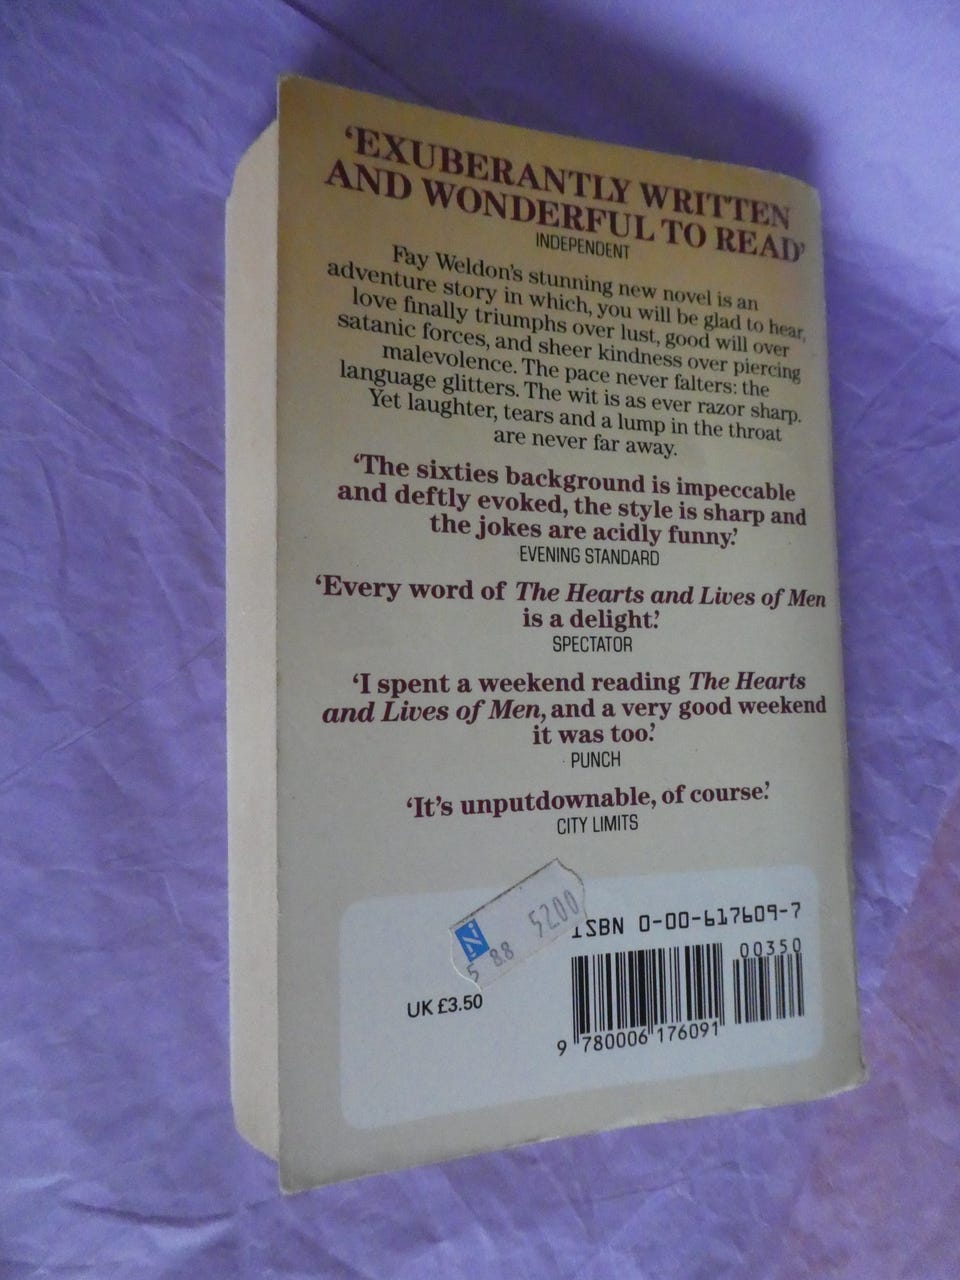 ‘EXUBERANTLY WRITTEN
AND WONDERFUL TO READ’
INDEPENDENT
Fay Weldon's stunning new novel is an
adventure story in which, you will be glad to hear,
love finally triumphs over lust, good will over
satanic forces, and sheer kindness over piercing
malevolence. The pace never falters: the
language glitters. The wit is as ever razor sharp.
Yet laughter, tears and a lump in the throat
are never far away.
‘The sixties background is impeccable
and deftly evoked, the style is sharp and
the jokes are acidly funny.’
EVENING STANDARD
‘Every word of The Hearts and Lives of Men
is a delight.’
SPECTATOR
‘I spent a weekend reading The Hearts
and Lives of Men, and a very good weekend
it was too.’
PUNCH
‘It's unputdownable, of course.’
CITY LIMITS
5200
5 88
ISBN 0-00-617609-7
00350
UK £3.50
9 780006 176091